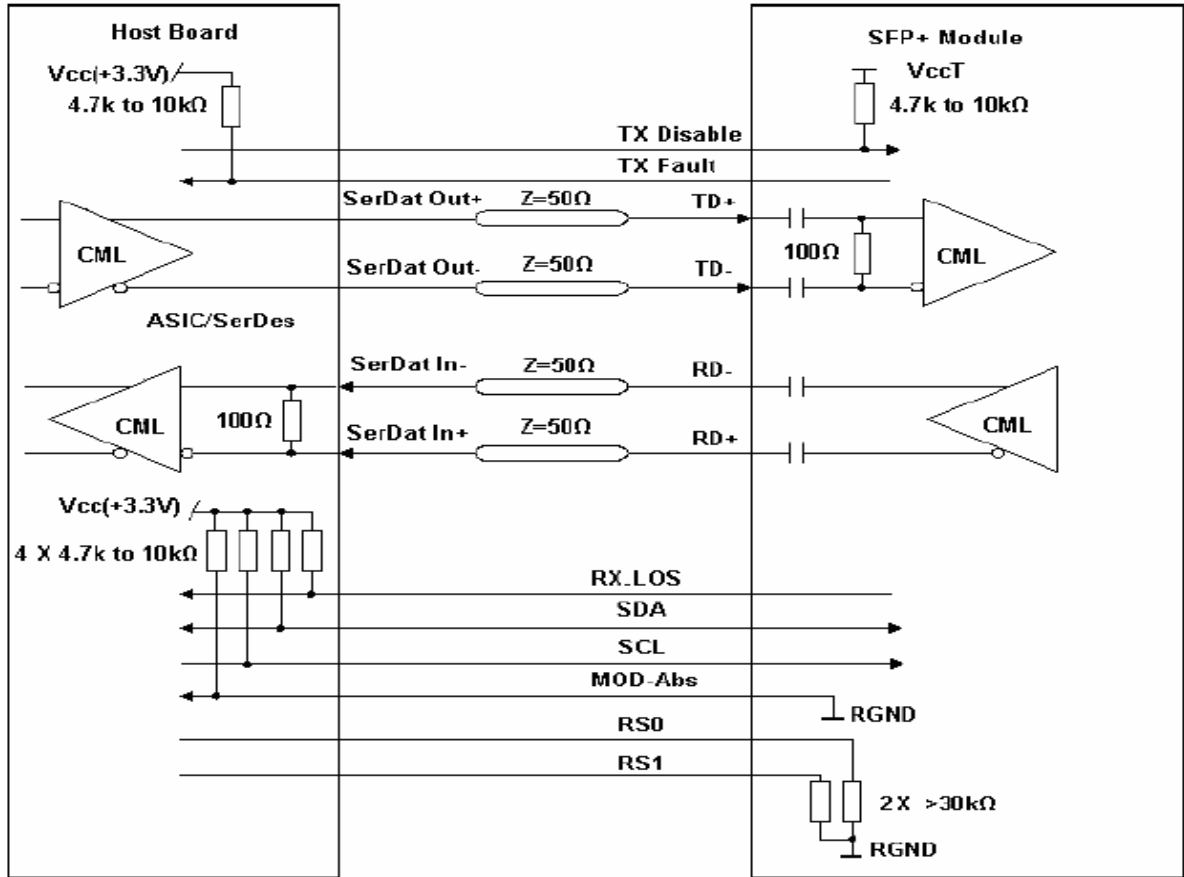 Host Board
SFP+ Module
Vcc(+3.3V)
4.7k to 10kΩ
VccT
4.7k to 10kΩ
TX Disable
TX Fault
SerDat Out+
Z=50Ω
TD+
CML
100Ω
CML
SerDat Out-
Z=50Ω
TD-
ASIC/SerDes
SerDat In-
Z=50Ω
RD-
CML
100Ω
CML
SerDat In+
Z=50Ω
RD+
Vcc(+3.3V)
4 X 4.7k to 10kΩ
RX_LOS
SDA
SCL
MOD-Abs
RGND
RS0
RS1
2X >30kΩ
RGND